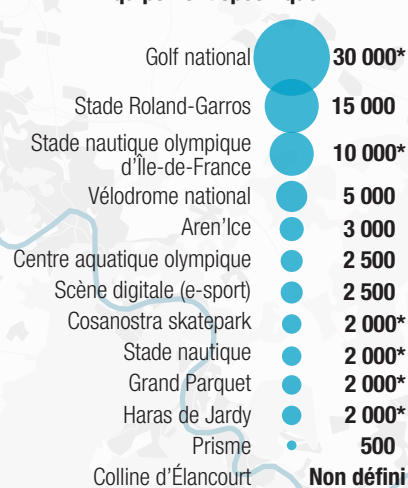 Golf national 30 000*
Stade Roland-Garros 15 000
Stade nautique olympique
d'Île-de-France 10 000*
Vélodrome national 5 000
Aren'Ice 3 000
Centre aquatique olympique 2 500
Scène digitale (e-sport) 2 500
Cosanostra skatepark 2 000*
Stade nautique 2 000*
Grand Parquet 2 000*
Haras de Jardy 2 000*
Prisme 500
Colline d'Élancourt Non défini